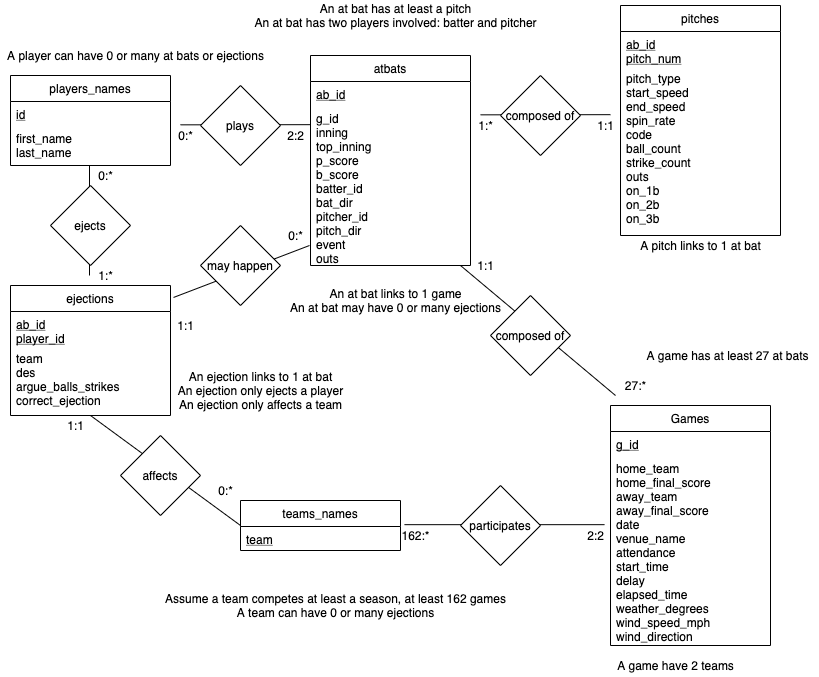 An at bat has at least a pitch
An at bat has two players involved: batter and pitcher
A player can have 0 or many at bats or ejections
players_names
id
first_name
last_name
0:*
plays
2:2
atbats
ab_id
g_id
inning
top_inning
p_score
b_score
batter_id
bat_dir
pitcher_id
pitch_dir
event
outs
1:*
composed of
1:1
pitches
ab_id
pitch_num
pitch_type
start_speed
end_speed
spin_rate
code
ball_count
strike_count
outs
on_1b
on_2b
on_3b
A pitch links to 1 at bat
0:*
ejects
1:*
0:*
may happen
1:1
1:1
An at bat links to 1 game
An at bat may have 0 or many ejections
composed of
27:*
A game has at least 27 at bats
ejections
ab_id
player_id
team
des
argue_balls_strikes
correct_ejection
An ejection links to 1 at bat
An ejection only ejects a player
An ejection only affects a team
1:1
affects
0:*
teams_names
team
162:*
participates
2:2
Games
g_id
home_team
home_final_score
away_team
away_final_score
date
venue_name
attendance
start_time
delay
elapsed_time
weather_degrees
wind_speed_mph
wind_direction
Assume a team competes at least a season, at least 162 games
A team can have 0 or many ejections
A game have 2 teams